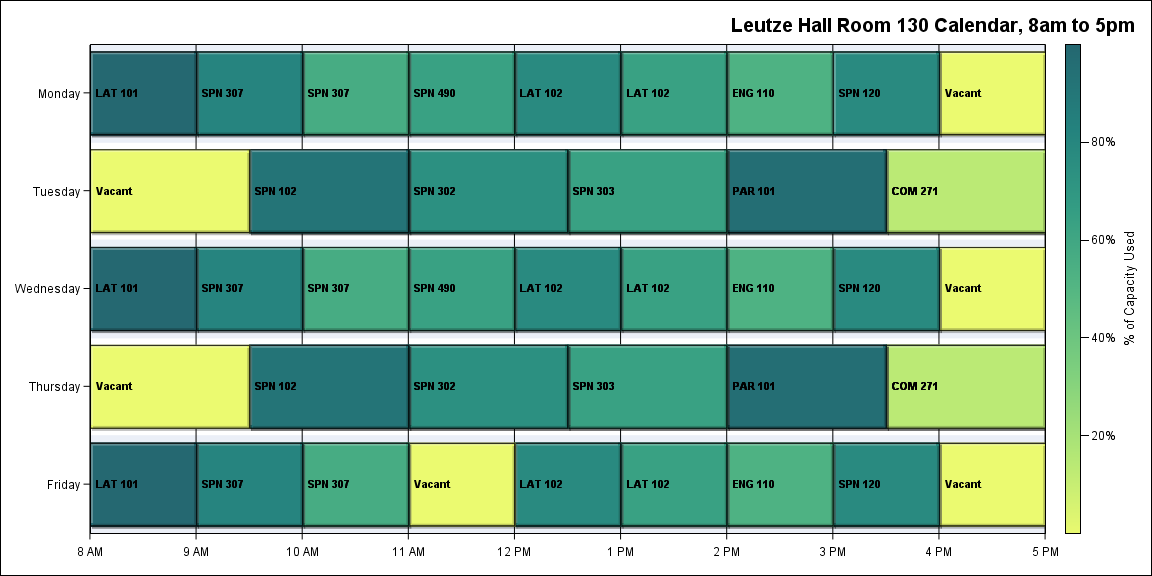 Leutze Hall Room 130 Calendar, 8am to 5pm
Monday
LAT 101
SPN 307
SPN 307
SPN 490
LAT 102
LAT 102
ENG 110
SPN 120
Vacant
Tuesday
Vacant
SPN 102
SPN 302
SPN 303
PAR 101
COM 271
Wednesday
LAT 101
SPN 307
SPN 307
SPN 490
LAT 102
LAT 102
ENG 110
SPN 120
Vacant
Thursday
Vacant
SPN 102
SPN 302
SPN 303
PAR 101
COM 271
Friday
LAT 101
SPN 307
SPN 307
Vacant
LAT 102
LAT 102
ENG 110
SPN 120
Vacant
8 AM
9 AM
10 AM
11 AM
12 PM
1 PM
2 PM
3 PM
4 PM
5 PM
80%
60%
40%
20%
% of Capacity Used